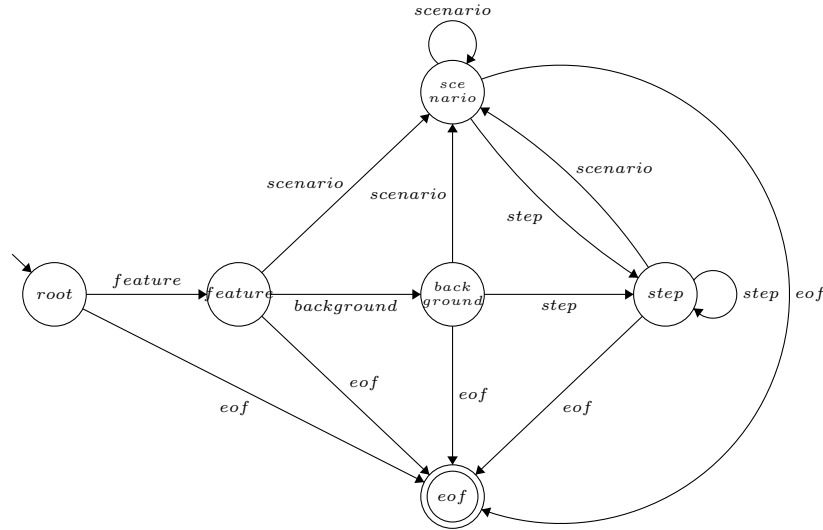 scenario
sce
nario
scenario
scenario
scenario
step
feature
root
feature
background
back
ground
step
step
step
eof
eof
eof
eof
eof
eof